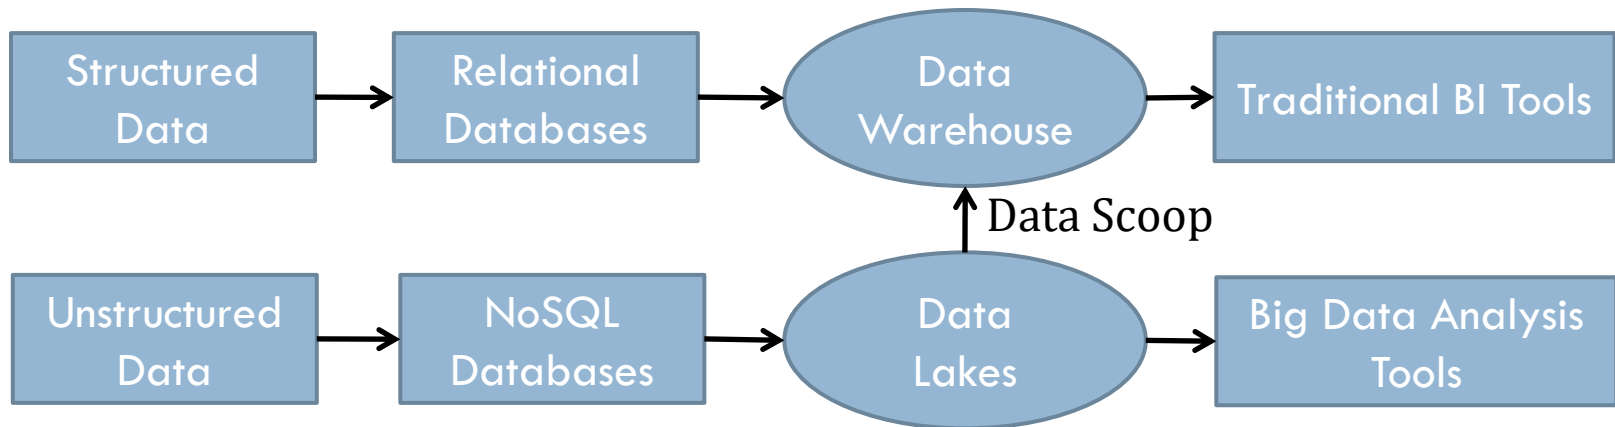 Structured
Data
Relational
Databases
Data
Warehouse
Traditional BI Tools
Data Scoop
Unstructured
Data
NoSQL
Databases
Data
Lakes
Big Data Analysis
Tools